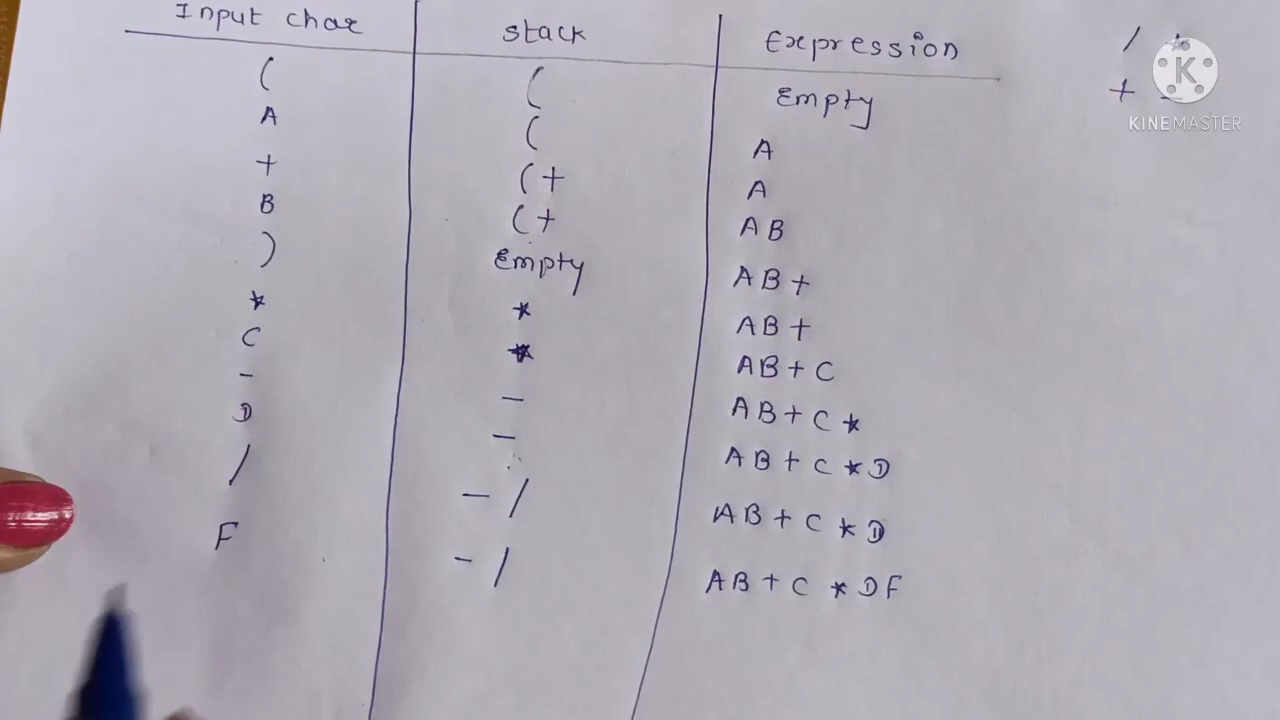 Input char stack Expression / *
( ( Empty + -
A ( A
+ (+ A
B (+ AB
) Empty AB+
* * AB+
C * AB+C
- - AB+C*
D - AB+C*D
/ -/ AB+C*D
F -/ AB+C*DF
K
KINEMASTER